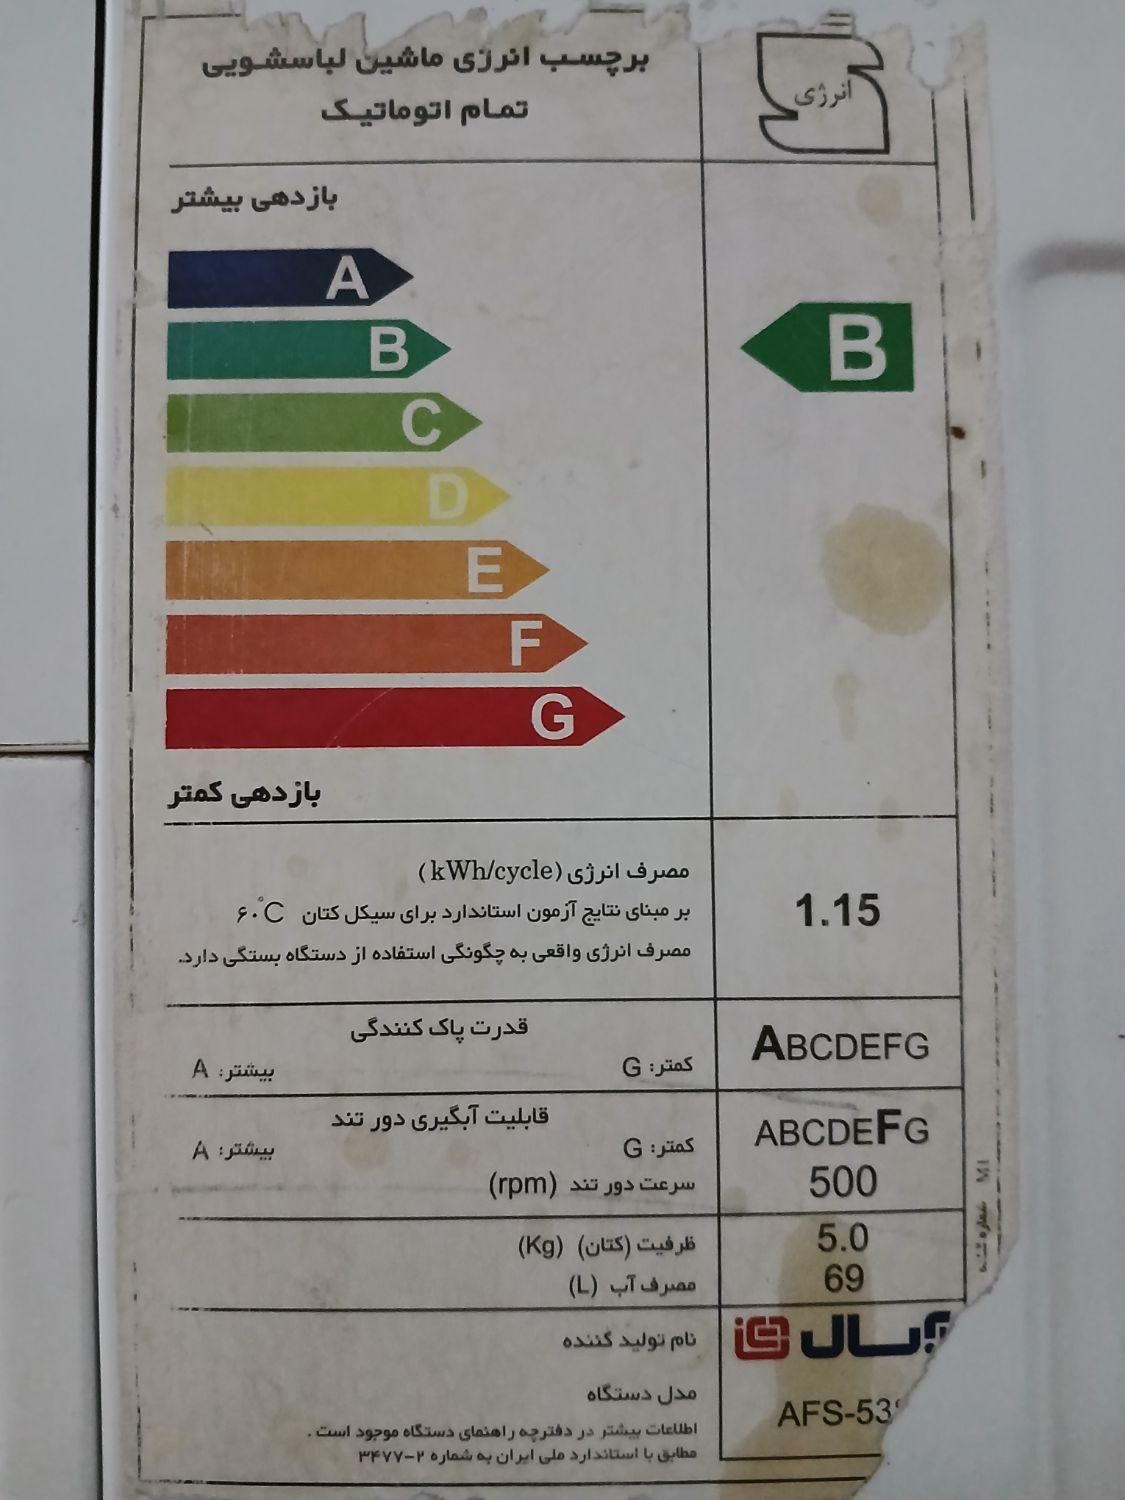 برچسب انرژی ماشین لباسشویی
تمام اتوماتیک
انرژی
بازدهی بیشتر
A
B
B
C
D
E
F
G
بازدهی کمتر
مصرف انرژی (kWh/cycle)
بر مبنای نتایج آزمون استاندارد برای سیکل کتان ۶۰°C
مصرف انرژی واقعی به چگونگی استفاده از دستگاه بستگی دارد.
1.15
قدرت پاک کنندگی
کمتر: G بیشتر: A
ABCDEFG
قابلیت آبگیری دور تند
کمتر: G بیشتر: A
ABCDEFG
سرعت دور تند (rpm)
500
ظرفیت (کتان) (Kg)
5.0
مصرف آب (L)
69
نام تولید کننده
مدل دستگاه
AFS-53
اطلاعات بیشتر در دفترچه راهنمای دستگاه موجود است .
مطابق با استاندارد ملی ایران به شماره ۲-۳۴۷۷